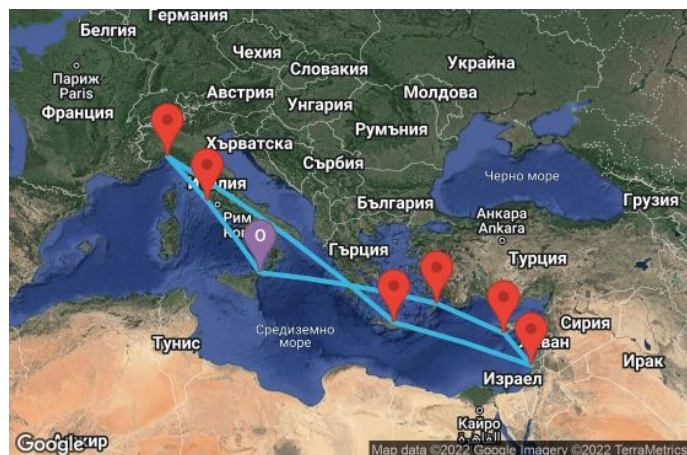 Германия
Белгия
Чехия
Украйна
Париж
Paris
Словакия
Австрия
Молдова
Франция
Унгария
Румъния
Хърватска
Сърбия
Черно море
Грузия
България
Рим
Анкара
Ankara
O
Гърция
Турция
Сирия
Средиземно
море
Тунис
Ирак
Израел
Кайро
القاهرة
Google
Map data ©2022 Google Imagery ©2022 TerraMetrics